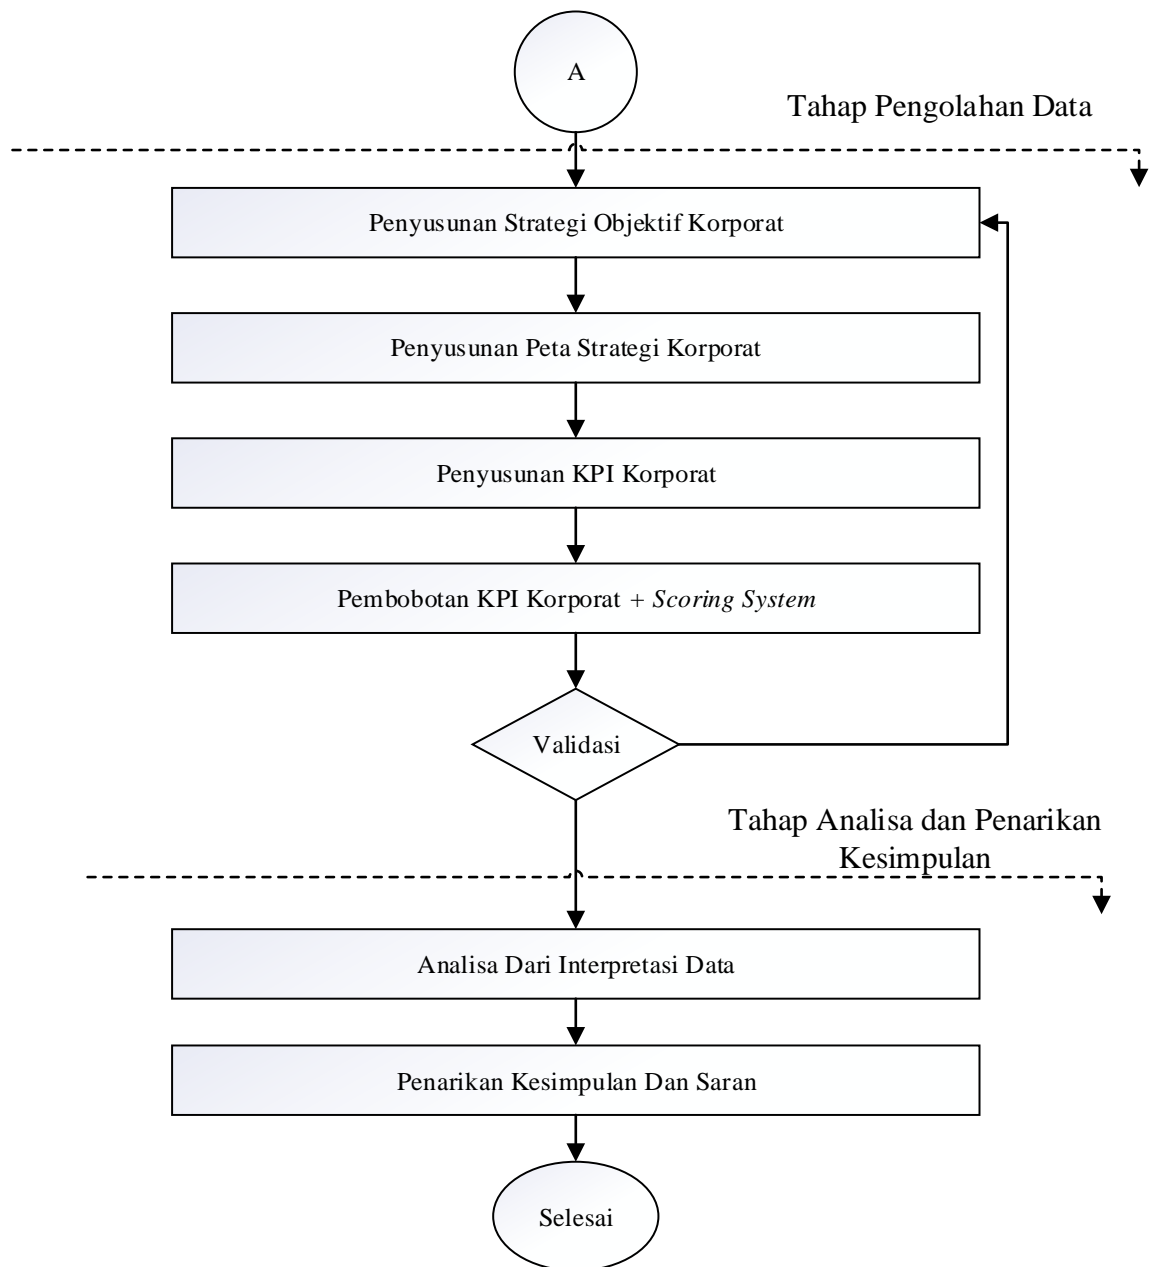 A
Tahap Pengolahan Data
Penyusunan Strategi Objektif Korporat
Penyusunan Peta Strategi Korporat
Penyusunan KPI Korporat
Pembobotan KPI Korporat + Scoring System
Validasi
Tahap Analisa dan Penarikan
Kesimpulan
Analisa Dari Interpretasi Data
Penarikan Kesimpulan Dan Saran
Selesai